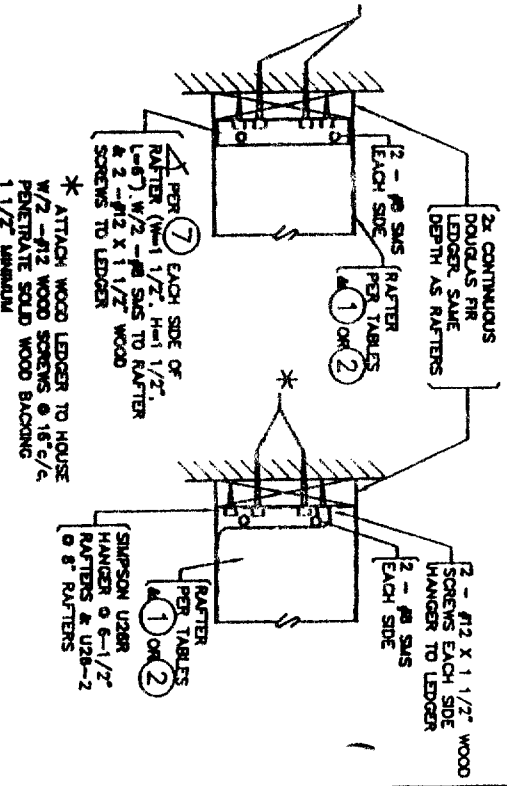 2x CONTINUOUS
DOUGLAS FIR
LEDGER, SAME
DEPTH AS RAFTERS
2 - #8 SMS
EACH SIDE
RAFTER
PER TABLES
1 OR 2
∠ PER 7 EACH SIDE OF
RAFTER (W=1 1/2", H=1 1/2",
L=6"), W/2 - #8 SMS TO RAFTER
& 2 - #12 X 1 1/2" WOOD
SCREWS TO LEDGER
* ATTACH WOOD LEDGER TO HOUSE
W/2 - #12 WOOD SCREWS @ 16"c/c,
PENETRATE SOLID WOOD BACKING
1 1/2" MINIMUM
2 - #12 X 1 1/2" WOOD
SCREWS EACH SIDE
HANGER TO LEDGER
2 - #8 SMS
EACH SIDE
*
RAFTER
PER TABLES
1 OR 2
SIMPSON U26R
HANGER @ 6-1/2"
RAFTERS & U28-2
@ 8" RAFTERS